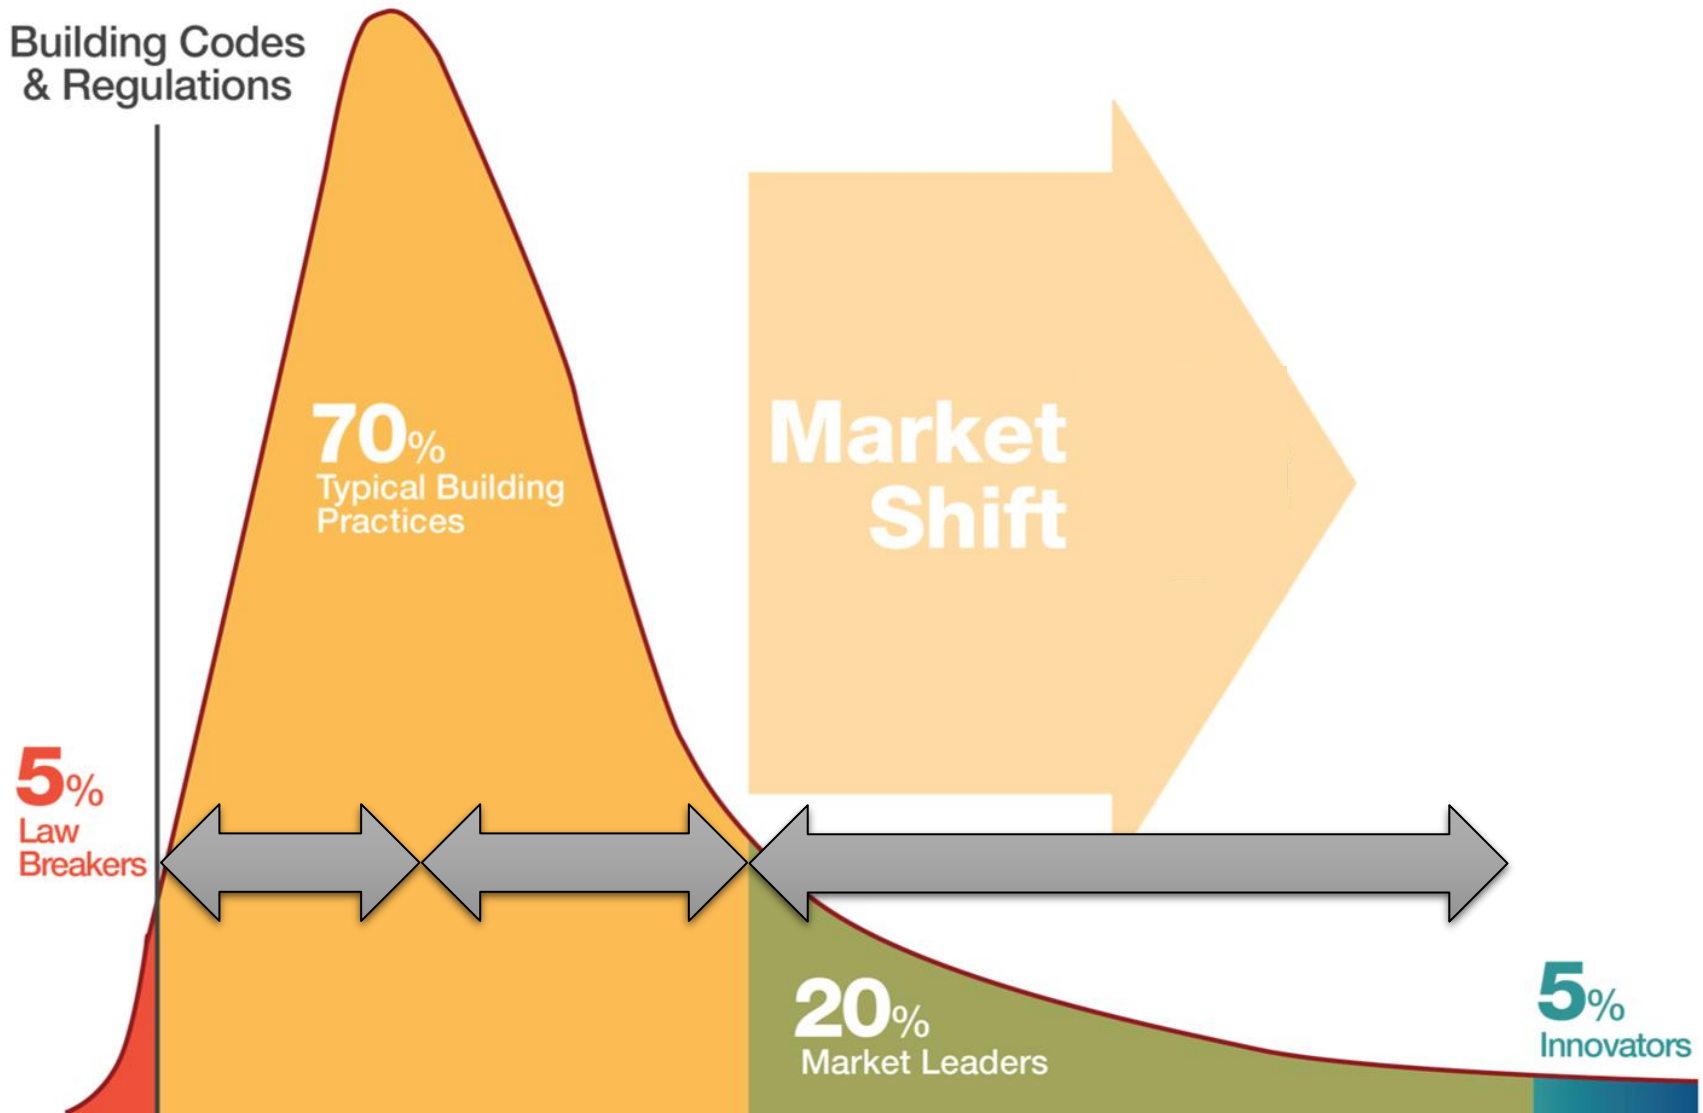 Building Codes
& Regulations
70%
Typical Building
Practices
Market
Shift
5%
Law
Breakers
20%
Market Leaders
5%
Innovators